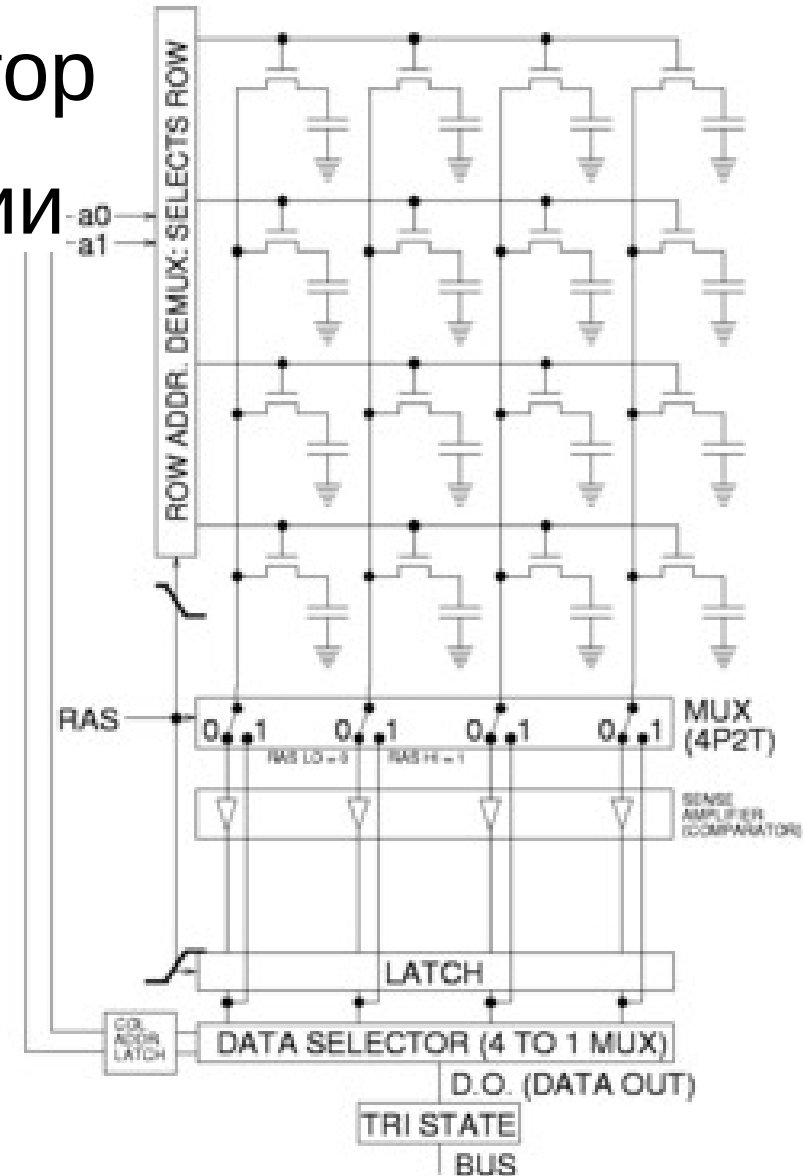 тор
ии
ROW ADDR. DEMUX: SELECTS ROW
a0
a1
RAS
0 1 0 1 0 1 0 1
MUX
(4P2T)
RAS LO = 0 RAS HI = 1
SENSE
AMPLIFIER
(COMPARATOR)
LATCH
COL
ADDR
LATCH
DATA SELECTOR (4 TO 1 MUX)
D.O. (DATA OUT)
TRI STATE
BUS